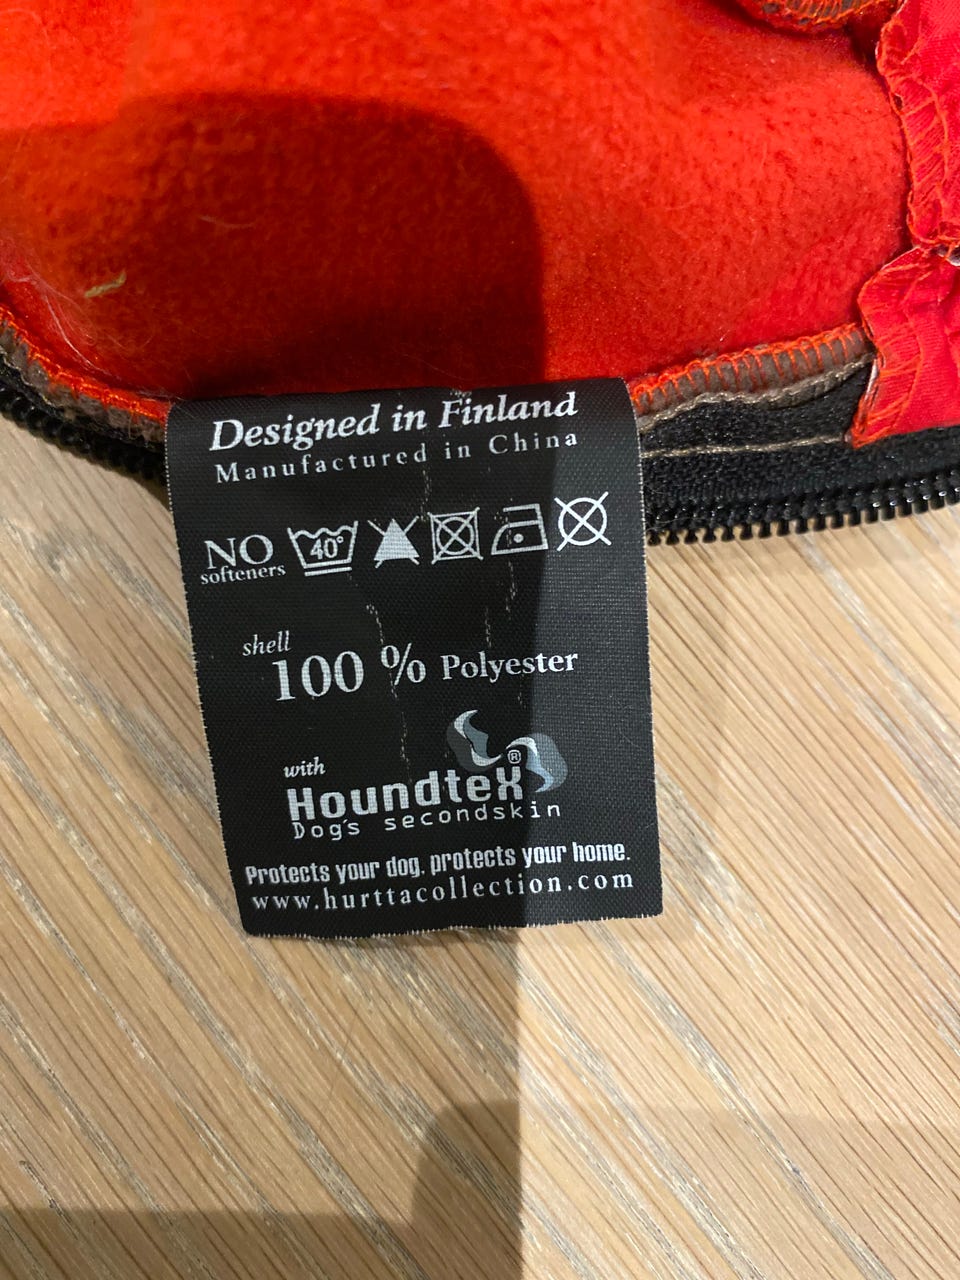 Designed in Finland
Manufactured in China
NO 40°
softeners
shell
100 % Polyester
with
Houndtex®
Dog's secondskin
Protects your dog, protects your home.
www.hurttacollection.com